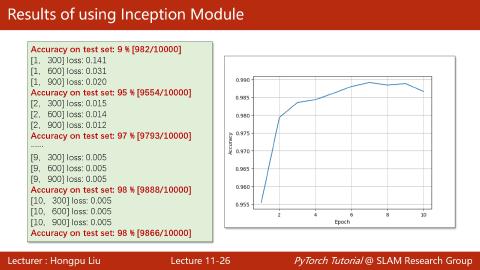 Results of using Inception Module
Accuracy on test set: 9 % [982/10000]
[1, 300] loss: 0.141
[1, 600] loss: 0.031
[1, 900] loss: 0.020
Accuracy on test set: 95 % [9554/10000]
[2, 300] loss: 0.015
[2, 600] loss: 0.014
[2, 900] loss: 0.012
Accuracy on test set: 97 % [9793/10000]
......
[9, 300] loss: 0.005
[9, 600] loss: 0.005
[9, 900] loss: 0.005
Accuracy on test set: 98 % [9888/10000]
[10, 300] loss: 0.005
[10, 600] loss: 0.005
[10, 900] loss: 0.005
Accuracy on test set: 98 % [9866/10000]
0.990
0.985
0.980
0.975
0.970
0.965
0.960
0.955
Accuracy
2 4 6 8 10
Epoch
Lecturer : Hongpu Liu
Lecture 11-26
PyTorch Tutorial @ SLAM Research Group